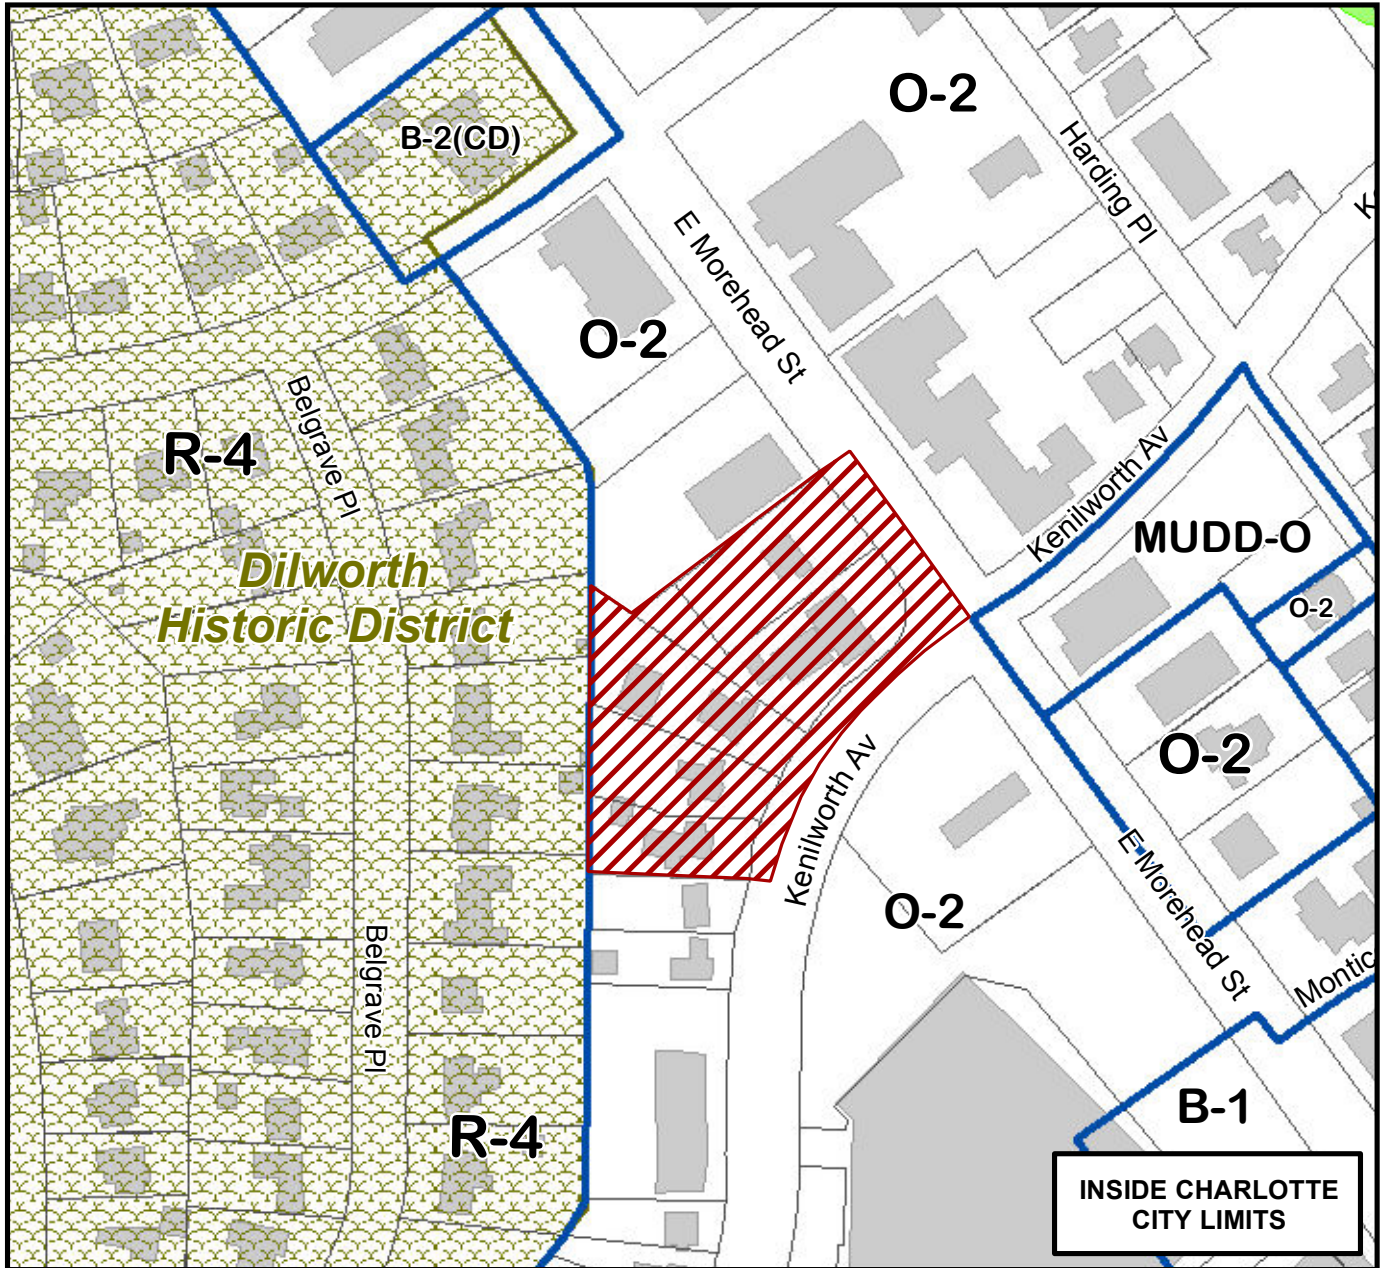 O-2
B-2(CD)
Harding Pl
K
E Morehead St
O-2
Belgrave Pl
R-4
Kenilworth Av
MUDD-O
Dilworth
Historic District
O-2
Kenilworth Av
O-2
E Morehead St
O-2
Belgrave Pl
Montic
B-1
R-4
INSIDE CHARLOTTE
CITY LIMITS